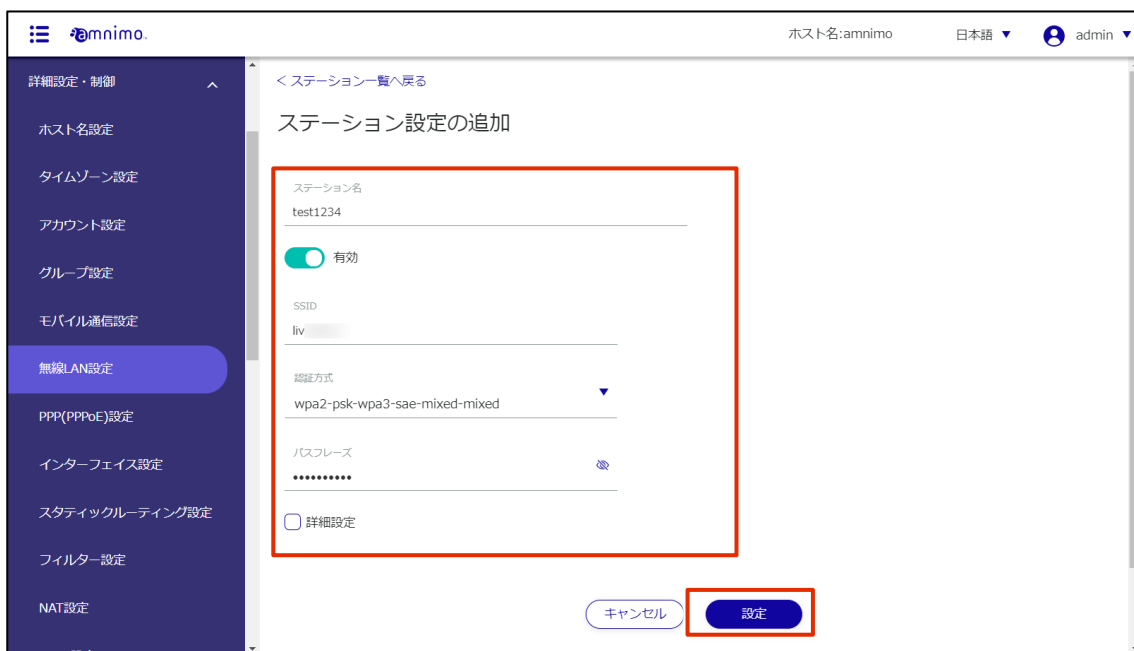 amnimo.
ホスト名:amnimo
日本語 ▼
admin ▼
詳細設定・制御
ホスト名設定
タイムゾーン設定
アカウント設定
グループ設定
モバイル通信設定
無線LAN設定
PPP(PPPoE)設定
インターフェイス設定
スタティックルーティング設定
フィルター設定
NAT設定
< ステーション一覧へ戻る
ステーション設定の追加
ステーション名
test1234
有効
SSID
liv
認証方式
wpa2-psk-wpa3-sae-mixed-mixed
パスフレーズ
••••••••••
詳細設定
キャンセル
設定